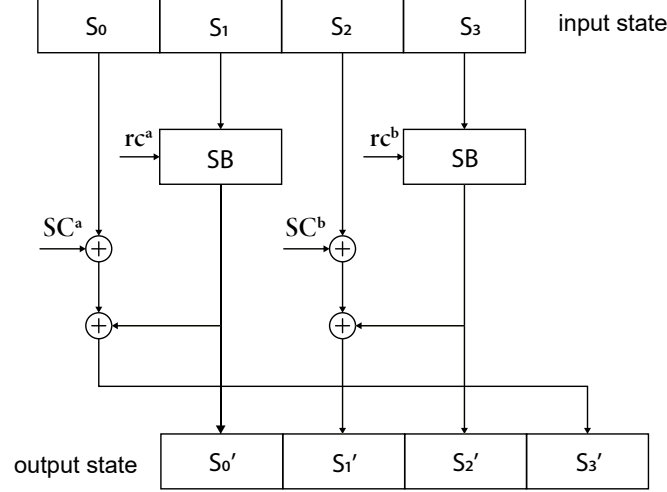 S₀ S₁ S₂ S₃ input state
rcᵃ SB rcᵇ SB
SCᵃ SCᵇ
output state S₀′ S₁′ S₂′ S₃′